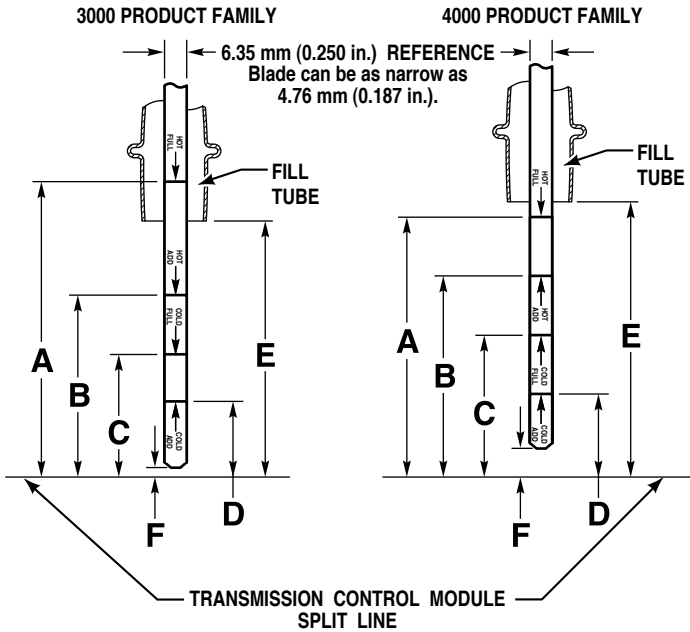 3000 PRODUCT FAMILY
4000 PRODUCT FAMILY
6.35 mm (0.250 in.) REFERENCE
Blade can be as narrow as
4.76 mm (0.187 in.).
HOT
FULL
HOT
FULL
FILL
TUBE
FILL
TUBE
HOT
ADD
HOT
ADD
COLD
FULL
COLD
FULL
COLD
ADD
COLD
ADD
A
B
C
E
D
F
A
B
C
E
D
F
TRANSMISSION CONTROL MODULE
SPLIT LINE